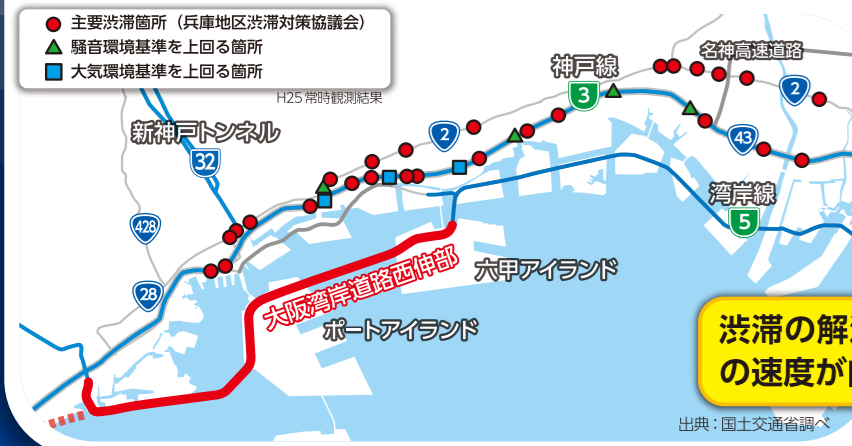 主要渋滞箇所（兵庫地区渋滞対策協議会）
騒音環境基準を上回る箇所
大気環境基準を上回る箇所
H25 常時観測結果
名神高速道路
神戸線
3
2
2
新神戸トンネル
32
43
湾岸線
5
428
28
大阪湾岸道路西伸部
六甲アイランド
ポートアイランド
渋滞の解
の速度が
出典：国土交通省調べ